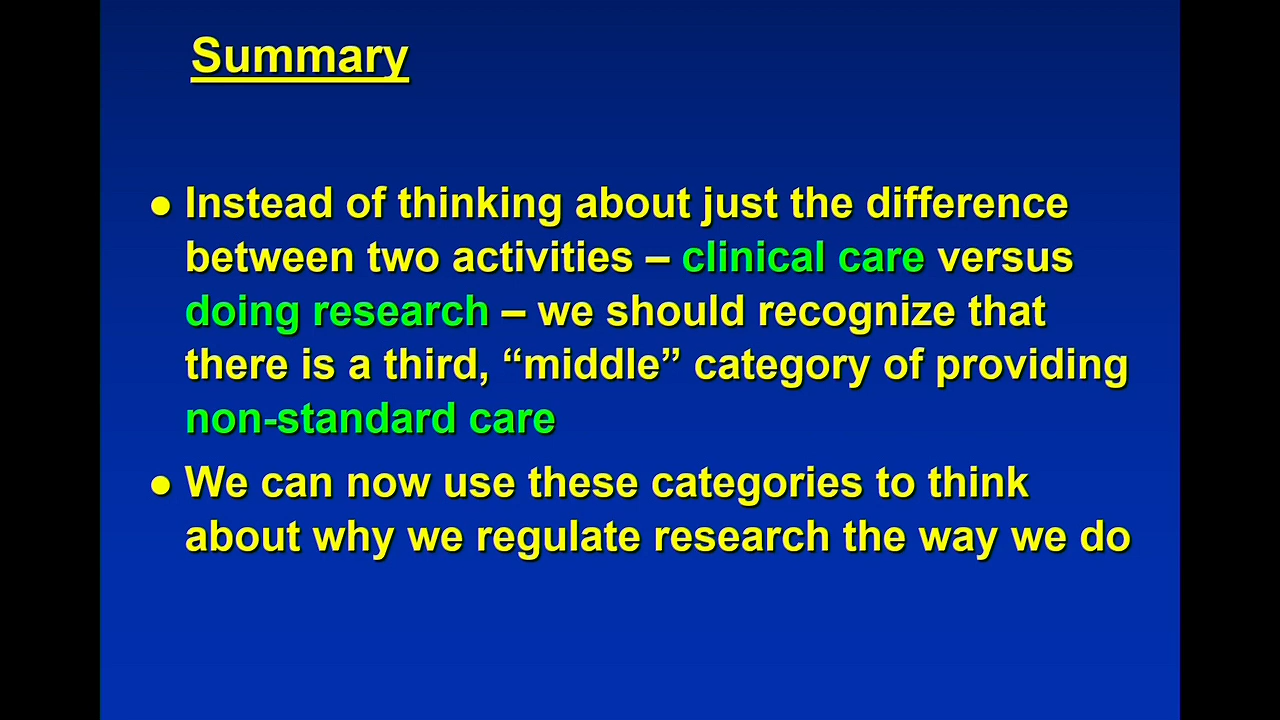 Summary
● Instead of thinking about just the difference
between two activities – clinical care versus
doing research – we should recognize that
there is a third, “middle” category of providing
non-standard care
● We can now use these categories to think
about why we regulate research the way we do